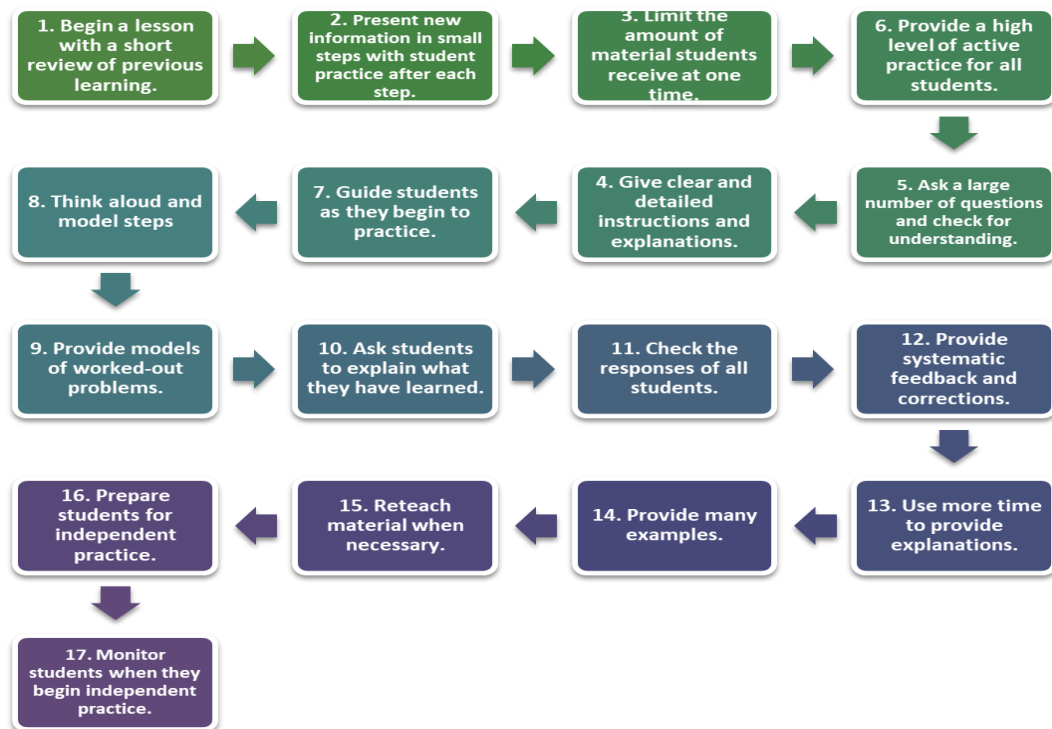 1. Begin a lesson
with a short
review of previous
learning.
2. Present new
information in small
steps with student
practice after each
step.
3. Limit the
amount of
material students
receive at one
time.
6. Provide a high
level of active
practice for all
students.
5. Ask a large
number of questions
and check for
understanding.
4. Give clear and
detailed
instructions and
explanations.
7. Guide students
as they begin to
practice.
8. Think aloud and
model steps
9. Provide models
of worked-out
problems.
10. Ask students
to explain what
they have learned.
11. Check the
responses of all
students.
12. Provide
systematic
feedback and
corrections.
13. Use more time
to provide
explanations.
14. Provide many
examples.
15. Reteach
material when
necessary.
16. Prepare
students for
independent
practice.
17. Monitor
students when they
begin independent
practice.